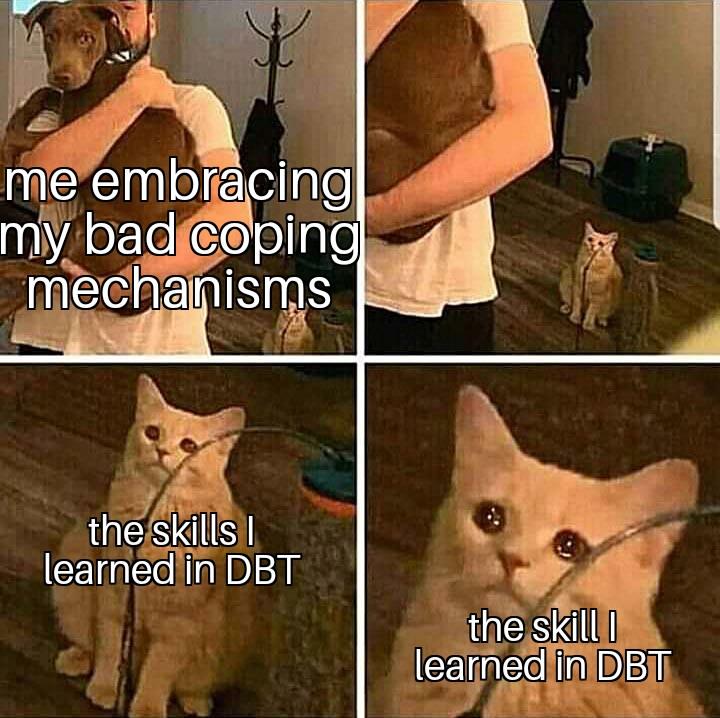 me embracing
my bad coping
mechanisms
the skills I
learned in DBT
the skill I
learned in DBT